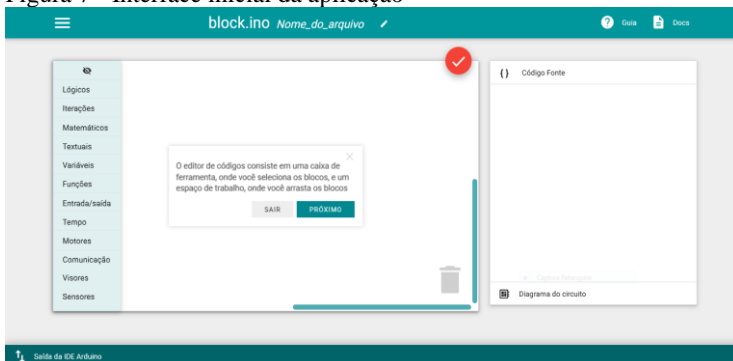 Figura 7 - Interface inicial da aplicação
block.ino Nome_do_arquivo
Guia
Docs
Lógicos
Iterações
Matemáticos
Textuais
Variáveis
Funções
Entrada/saída
Tempo
Motores
Comunicação
Visores
Sensores
O editor de códigos consiste em uma caixa de
ferramenta, onde você seleciona os blocos, e um
espaço de trabalho, onde você arrasta os blocos
SAIR
PRÓXIMO
{ } Código Fonte
Captura Retangular
Diagrama do circuito
Saída da IDE Arduino